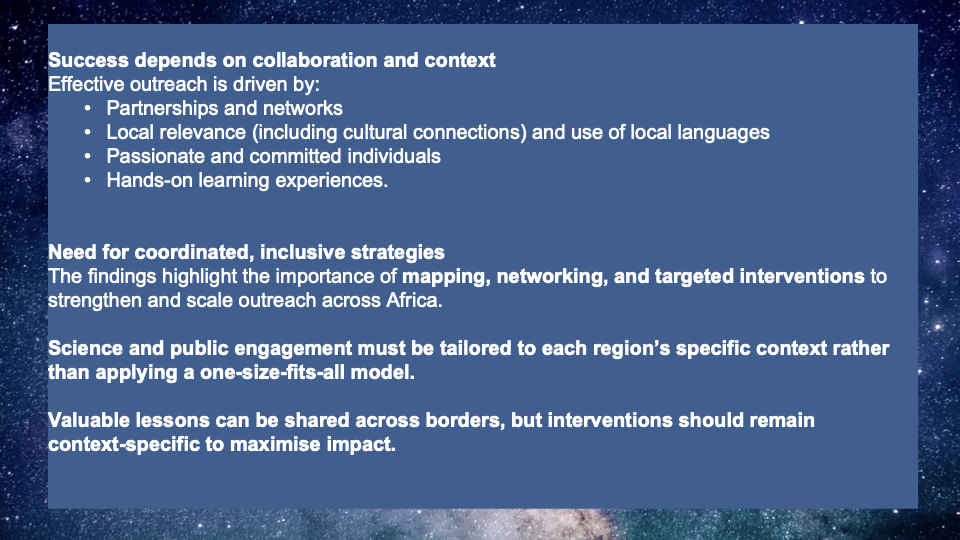 Success depends on collaboration and context
Effective outreach is driven by:
• Partnerships and networks
• Local relevance (including cultural connections) and use of local languages
• Passionate and committed individuals
• Hands-on learning experiences.
Need for coordinated, inclusive strategies
The findings highlight the importance of mapping, networking, and targeted interventions to
strengthen and scale outreach across Africa.
Science and public engagement must be tailored to each region’s specific context rather
than applying a one-size-fits-all model.
Valuable lessons can be shared across borders, but interventions should remain
context-specific to maximise impact.